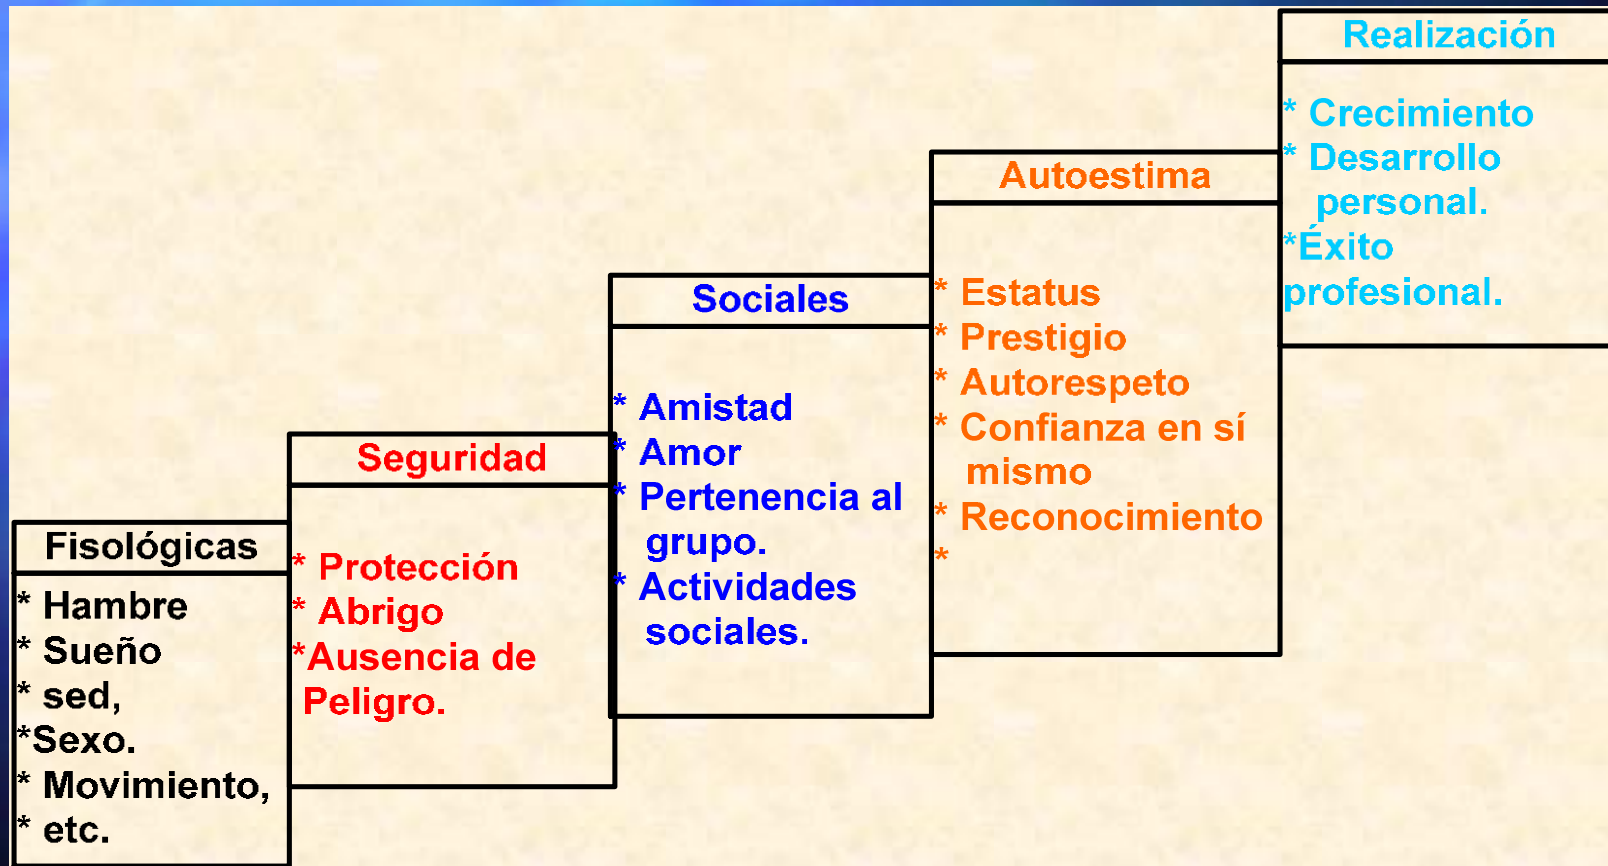 Fisológicas
* Hambre
* Sueño
* sed,
*Sexo.
* Movimiento,
* etc.
Seguridad
* Protección
* Abrigo
*Ausencia de
Peligro.
Sociales
* Amistad
* Amor
* Pertenencia al
grupo.
* Actividades
sociales.
Autoestima
* Estatus
* Prestigio
* Autorespeto
* Confianza en sí
mismo
* Reconocimiento
*
Realización
* Crecimiento
* Desarrollo
personal.
*Éxito
profesional.